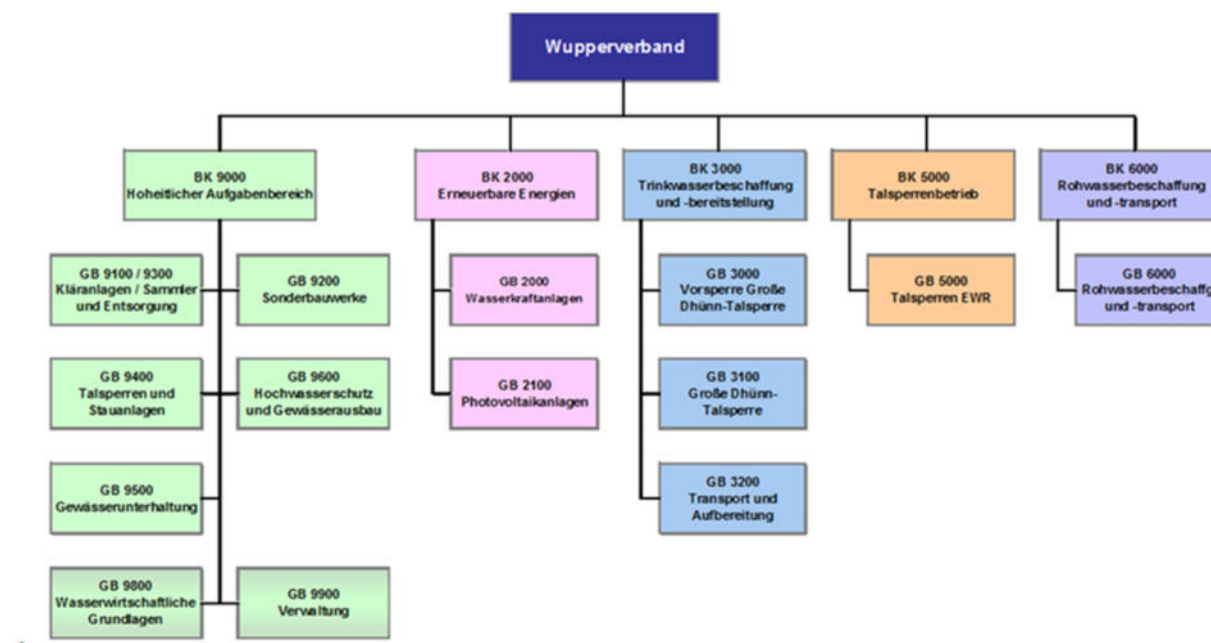 Wupperverband
BK 9000
Hoheitlicher Aufgabenbereich
BK 2000
Erneuerbare Energien
BK 3000
Trinkwasserbeschaffung
und -bereitstellung
BK 5000
Talsperrenbetrieb
BK 6000
Rohwasserbeschaffung
und -transport
GB 9100 / 9300
Kläranlagen / Sammler
und Entsorgung
GB 9200
Sonderbauwerke
GB 2000
Wasserkraftanlagen
GB 3000
Vorsperre Große
Dhünn-Talsperre
GB 5000
Talsperren EWR
GB 6000
Rohwasserbeschaffg
und -transport
GB 9400
Talsperren und
Stauanlagen
GB 9600
Hochwasserschutz
und Gewässerausbau
GB 2100
Photovoltaikanlagen
GB 3100
Große Dhünn-
Talsperre
GB 9500
Gewässerunterhaltung
GB 3200
Transport und
Aufbereitung
GB 9800
Wasserwirtschaftliche
Grundlagen
GB 9900
Verwaltung